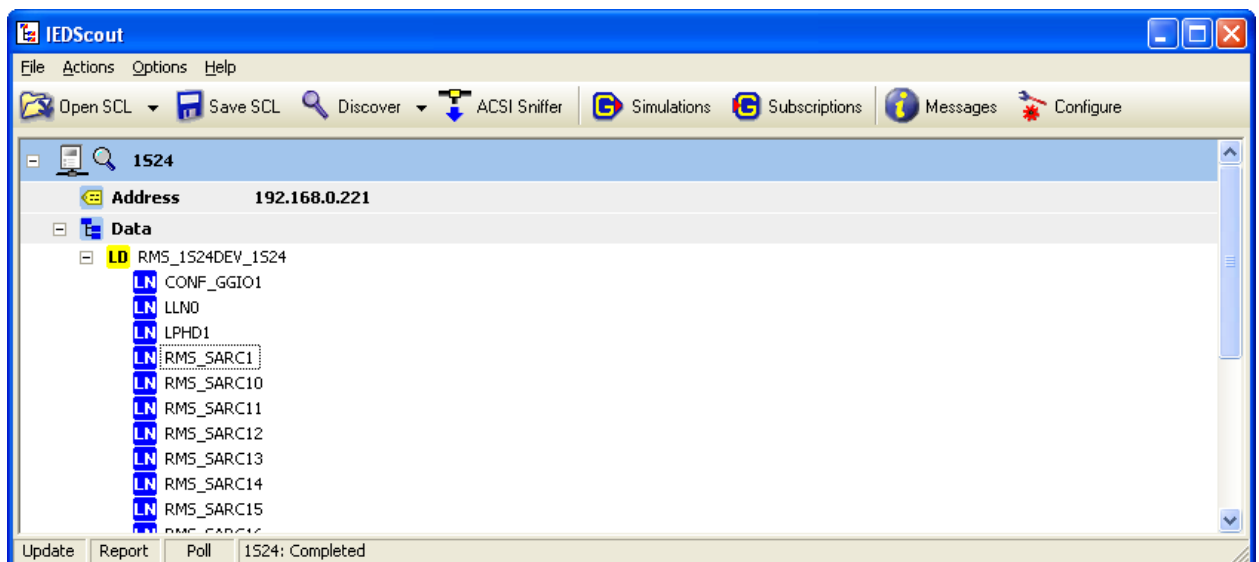 IEDScout
File Actions Options Help
Open SCL Save SCL Discover ACSI Sniffer Simulations Subscriptions Messages Configure
1S24
Address 192.168.0.221
Data
LD RMS_1S24DEV_1S24
LN CONF_GGIO1
LN LLN0
LN LPHD1
LN RMS_SARC1
LN RMS_SARC10
LN RMS_SARC11
LN RMS_SARC12
LN RMS_SARC13
LN RMS_SARC14
LN RMS_SARC15
Update Report Poll 1S24: Completed